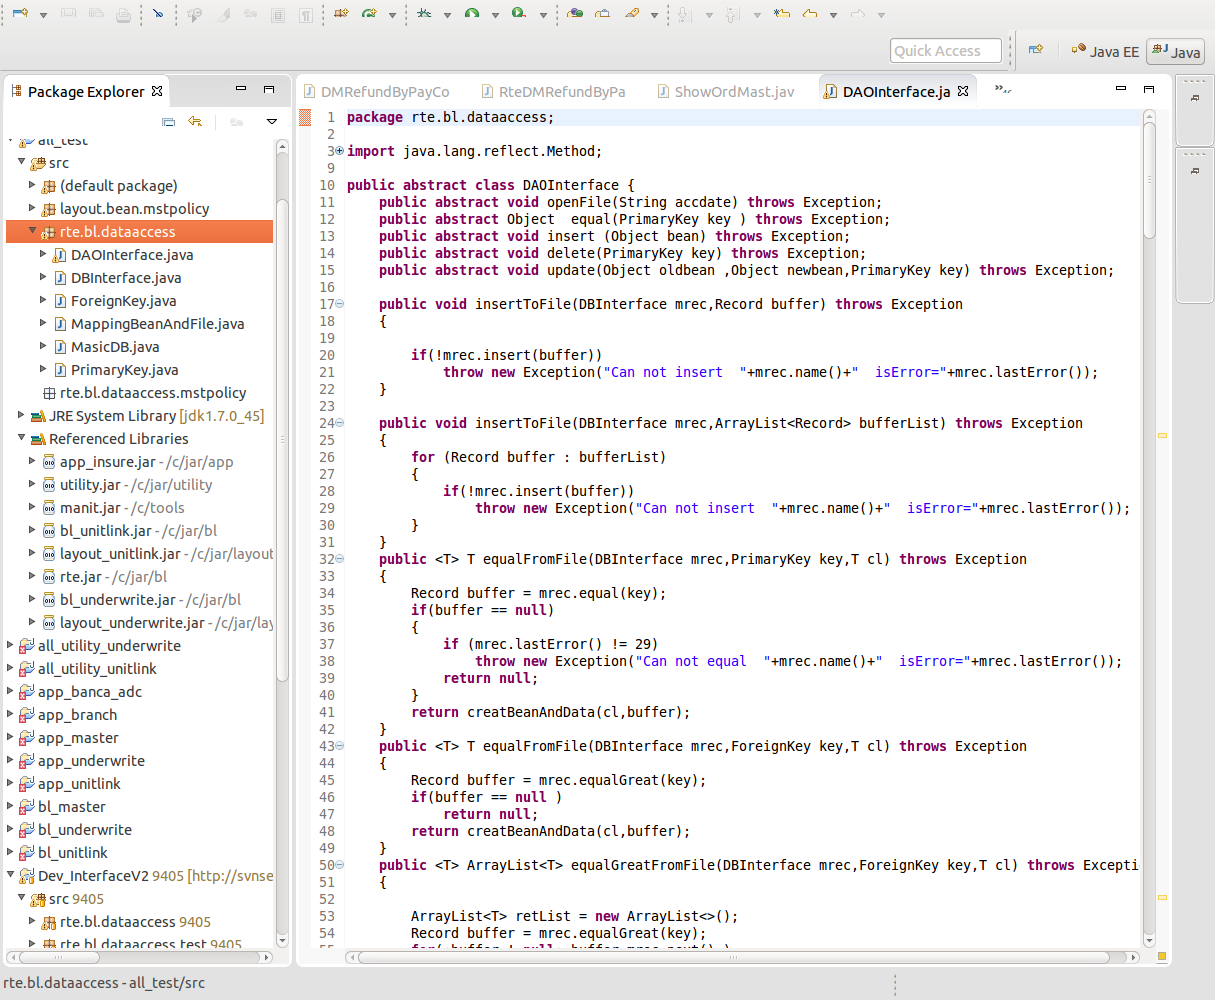 Quick Access
Java EE
Java
Package Explorer
DMRefundByPayCo
RteDMRefundByPa
ShowOrdMast.jav
DAOInterface.ja
all_test
src
(default package)
layout.bean.mstpolicy
rte.bl.dataaccess
DAOInterface.java
DBInterface.java
ForeignKey.java
MappingBeanAndFile.java
MasicDB.java
PrimaryKey.java
rte.bl.dataaccess.mstpolicy
JRE System Library [jdk1.7.0_45]
Referenced Libraries
app_insure.jar - /c/jar/app
utility.jar - /c/jar/utility
manit.jar - /c/tools
bl_unitlink.jar - /c/jar/bl
layout_unitlink.jar - /c/jar/layout
rte.jar - /c/jar/bl
bl_underwrite.jar - /c/jar/bl
layout_underwrite.jar - /c/jar/lay
all_utility_underwrite
all_utility_unitlink
app_banca_adc
app_branch
app_master
app_underwrite
app_unitlink
bl_master
bl_underwrite
bl_unitlink
Dev_InterfaceV2 9405 [http://svnse
src 9405
rte.bl.dataaccess 9405
rte.bl.dataaccess.test 9405
1 package rte.bl.dataaccess;
2
3 import java.lang.reflect.Method;
9
10 public abstract class DAOInterface {
11 public abstract void openFile(String accdate) throws Exception;
12 public abstract Object  equal(PrimaryKey key ) throws Exception;
13 public abstract void insert (Object bean) throws Exception;
14 public abstract void delete(PrimaryKey key) throws Exception;
15 public abstract void update(Object oldbean ,Object newbean,PrimaryKey key) throws Exception;
16
17 public void insertToFile(DBInterface mrec,Record buffer) throws Exception
18 {
19
20 if(!mrec.insert(buffer))
21 throw new Exception("Can not insert  "+mrec.name()+"  isError="+mrec.lastError());
22 }
23
24 public void insertToFile(DBInterface mrec,ArrayList<Record> bufferList) throws Exception
25 {
26 for (Record buffer : bufferList)
27 {
28 if(!mrec.insert(buffer))
29 throw new Exception("Can not insert  "+mrec.name()+"  isError="+mrec.lastError());
30 }
31 }
32 public <T> T equalFromFile(DBInterface mrec,PrimaryKey key,T cl) throws Exception
33 {
34 Record buffer = mrec.equal(key);
35 if(buffer == null)
36 {
37 if (mrec.lastError() != 29)
38 throw new Exception("Can not equal  "+mrec.name()+"  isError="+mrec.lastError());
39 return null;
40 }
41 return creatBeanAndData(cl,buffer);
42 }
43 public <T> T equalFromFile(DBInterface mrec,ForeignKey key,T cl) throws Exception
44 {
45 Record buffer = mrec.equalGreat(key);
46 if(buffer == null )
47 return null;
48 return creatBeanAndData(cl,buffer);
49 }
50 public <T> ArrayList<T> equalGreatFromFile(DBInterface mrec,ForeignKey key,T cl) throws Excepti
51 {
52
53 ArrayList<T> retList = new ArrayList<>();
54 Record buffer = mrec.equalGreat(key);
rte.bl.dataaccess - all_test/src